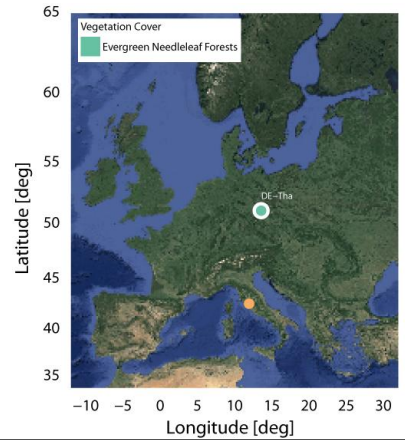 65
Vegetation Cover
Evergreen Needleleaf Forests
60
55
DE-Tha
50
45
40
35
Latitude [deg]
-10 -5 0 5 10 15 20 25 30
Longitude [deg]